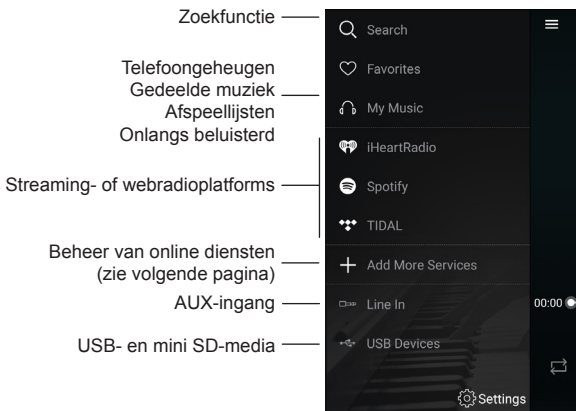 Zoekfunctie
Search
Telefoongeheugen
Gedeelde muziek
Afspeellijsten
Onlangs beluisterd
Favorites
My Music
Streaming- of webradioplatforms
iHeartRadio
Spotify
TIDAL
Beheer van online diensten
(zie volgende pagina)
Add More Services
AUX-ingang
Line In
00:00
USB- en mini SD-media
USB Devices
Settings